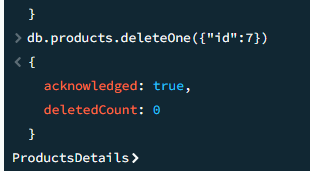 }
> db.products.deleteOne({"id":7})
< {
acknowledged: true,
deletedCount: 0
}
ProductsDetails>